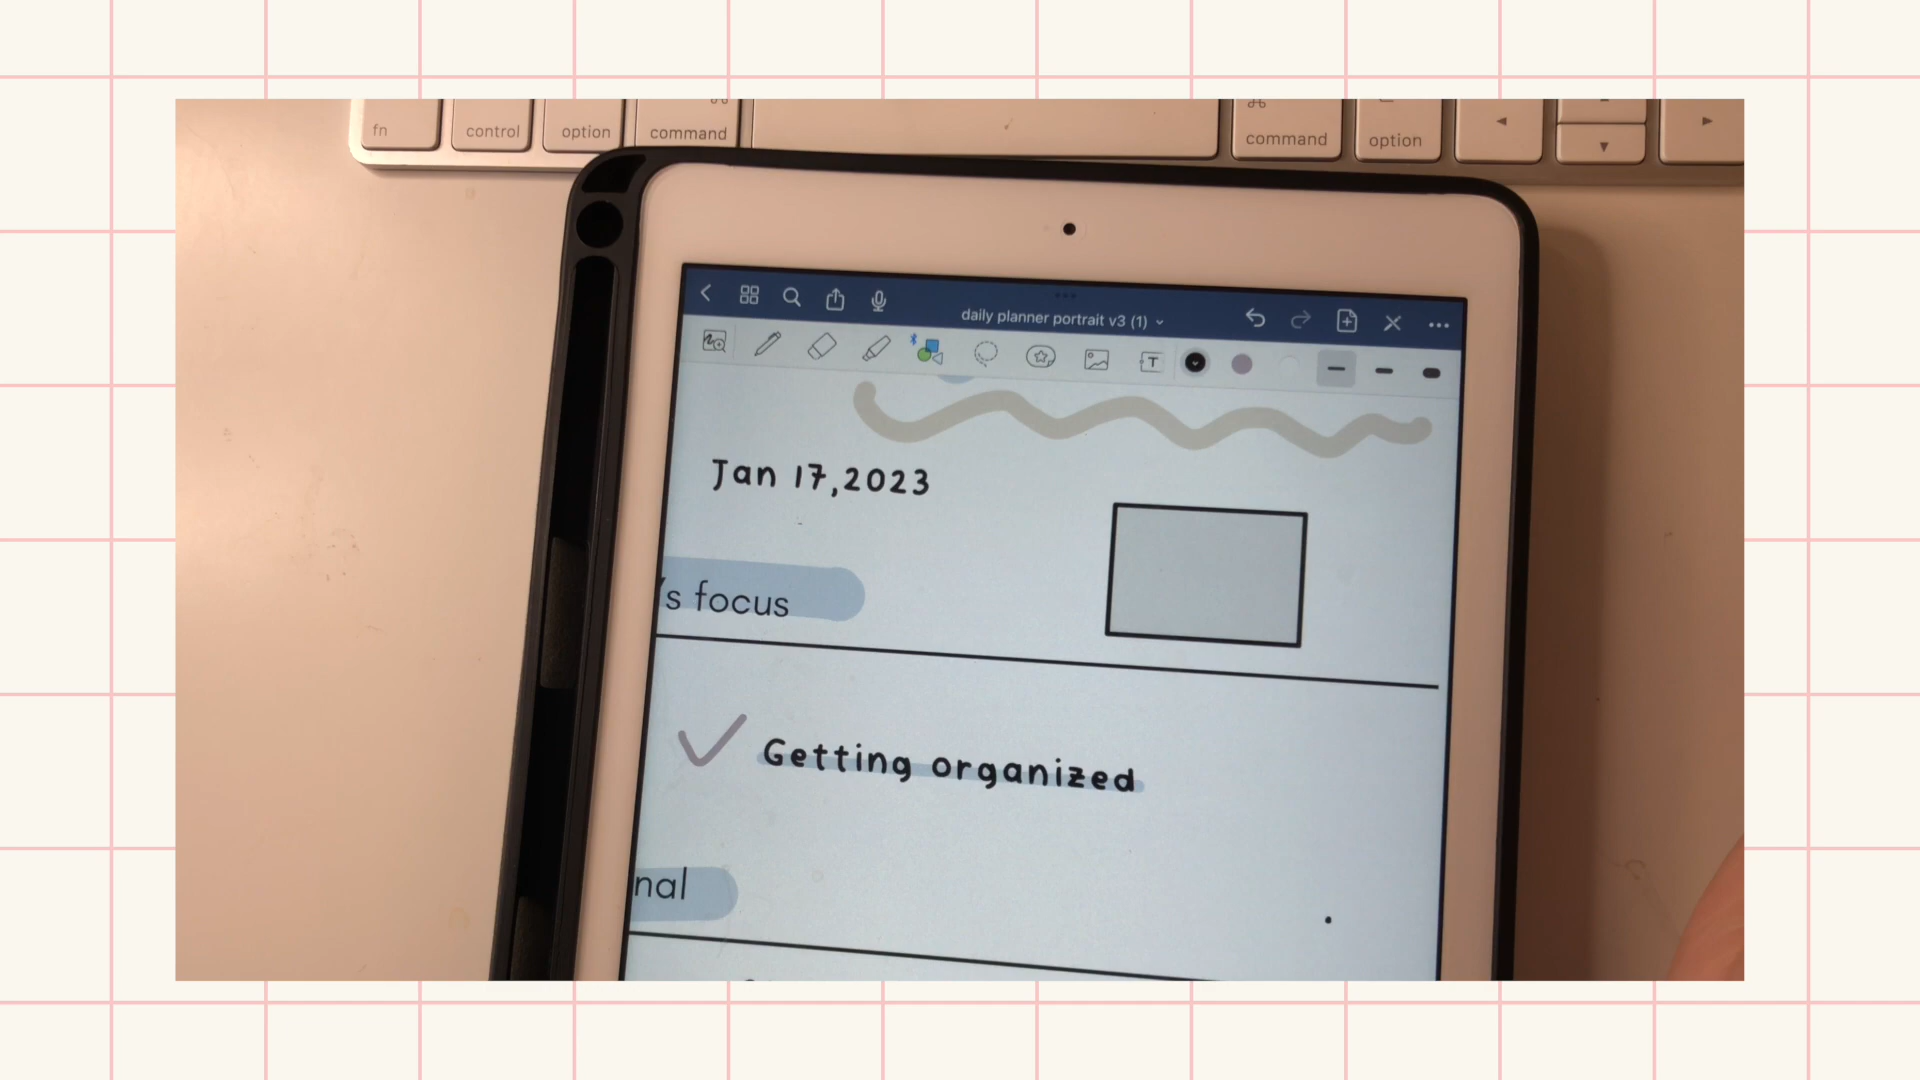 fn control option command command option
daily planner portrait v3 (1)
T
Jan 17,2023
's focus
Getting organized
nal